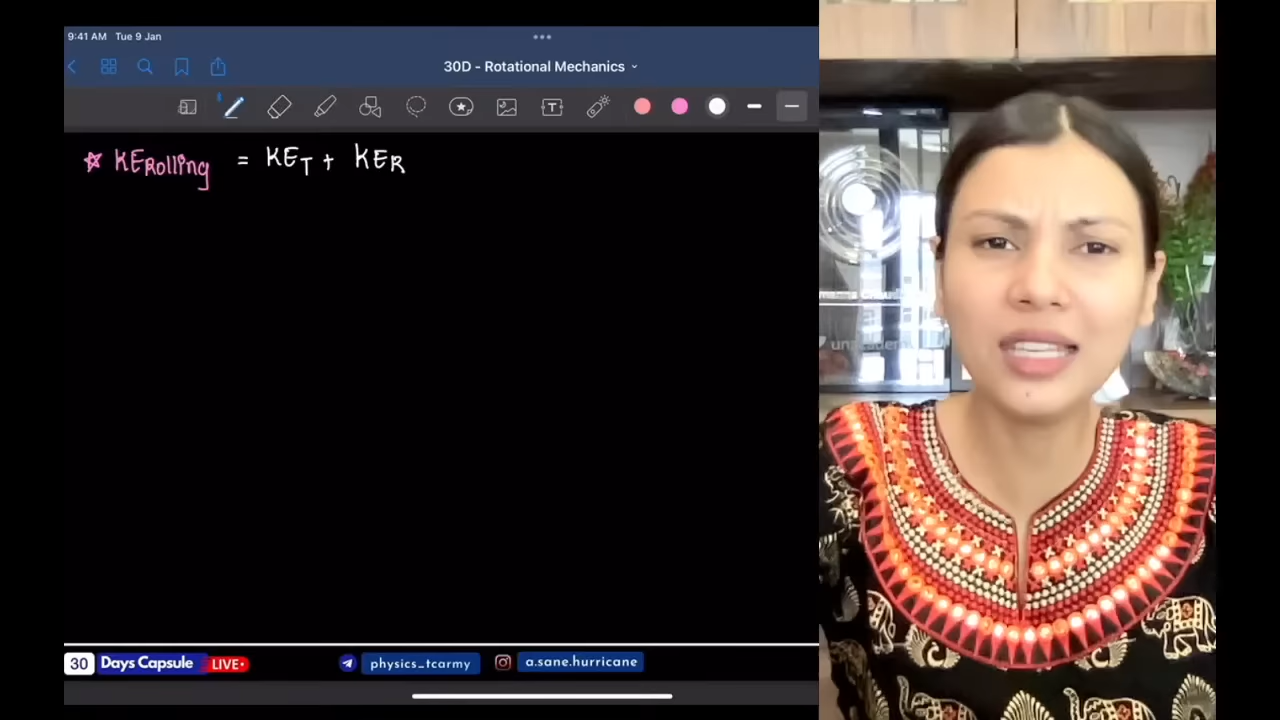 9:41 AM Tue 9 Jan
30D - Rotational Mechanics
T
☆ KERolling = KET + KER
30 Days Capsule LIVE
physics_tcarmy
a.sane.hurricane